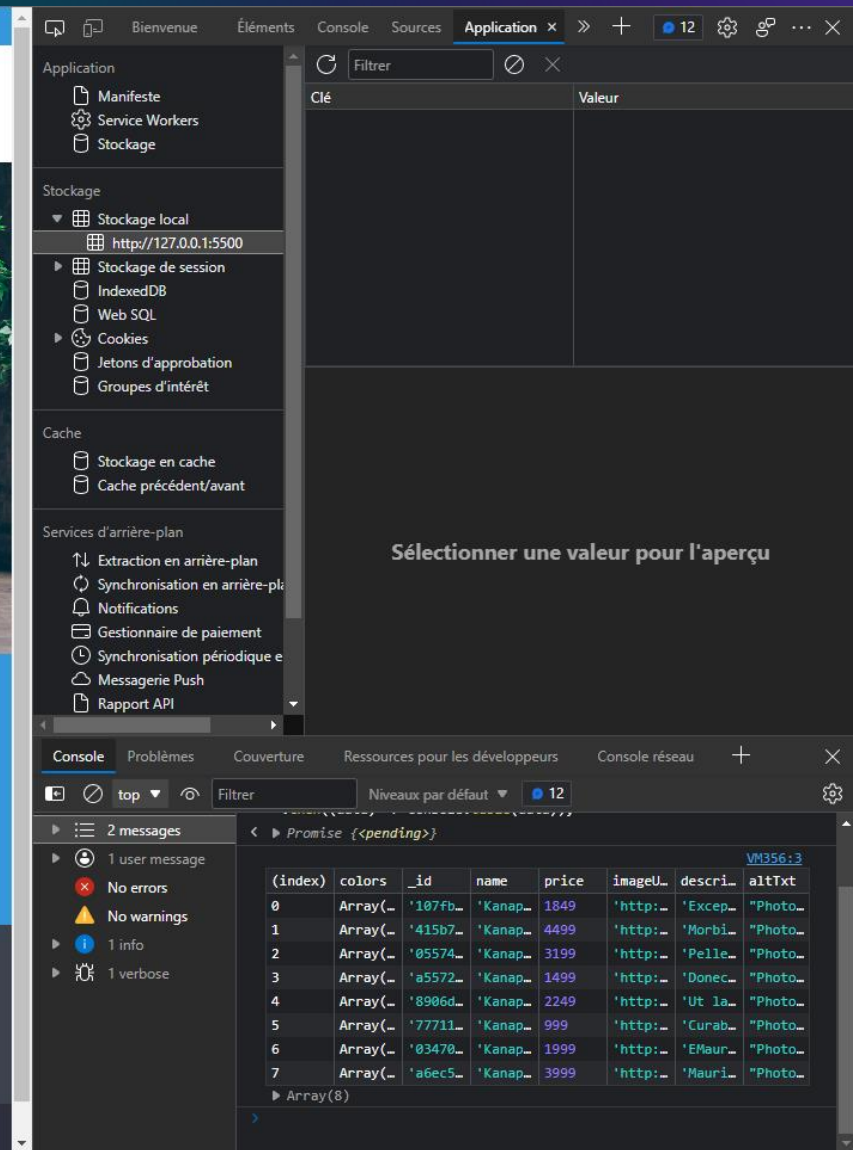 Bienvenue Éléments Console Sources Application × » + 12 ··· ×
Application
Manifeste
Service Workers
Stockage
Stockage
Stockage local
http://127.0.0.1:5500
Stockage de session
IndexedDB
Web SQL
Cookies
Jetons d'approbation
Groupes d'intérêt
Cache
Stockage en cache
Cache précédent/avant
Services d'arrière-plan
Extraction en arrière-plan
Synchronisation en arrière-pla
Notifications
Gestionnaire de paiement
Synchronisation périodique e
Messagerie Push
Rapport API
Filtrer
Clé Valeur
Sélectionner une valeur pour l'aperçu
Console Problèmes Couverture Ressources pour les développeurs Console réseau + ×
top Filtrer Niveaux par défaut 12
2 messages
1 user message
No errors
No warnings
1 info
1 verbose
Promise {<pending>}
VM356:3
(index) colors _id name price imageU… descri… altTxt
0 Array(… '107fb… 'Kanap… 1849 'http:… 'Excep… "Photo…
1 Array(… '415b7… 'Kanap… 4499 'http:… 'Morbi… "Photo…
2 Array(… '05574… 'Kanap… 3199 'http:… 'Pelle… "Photo…
3 Array(… 'a5572… 'Kanap… 1499 'http:… 'Donec… "Photo…
4 Array(… '8906d… 'Kanap… 2249 'http:… 'Ut la… "Photo…
5 Array(… '77711… 'Kanap… 999 'http:… 'Curab… "Photo…
6 Array(… '03470… 'Kanap… 1999 'http:… 'EMaur… "Photo…
7 Array(… 'a6ec5… 'Kanap… 3999 'http:… 'Mauri… "Photo…
Array(8)